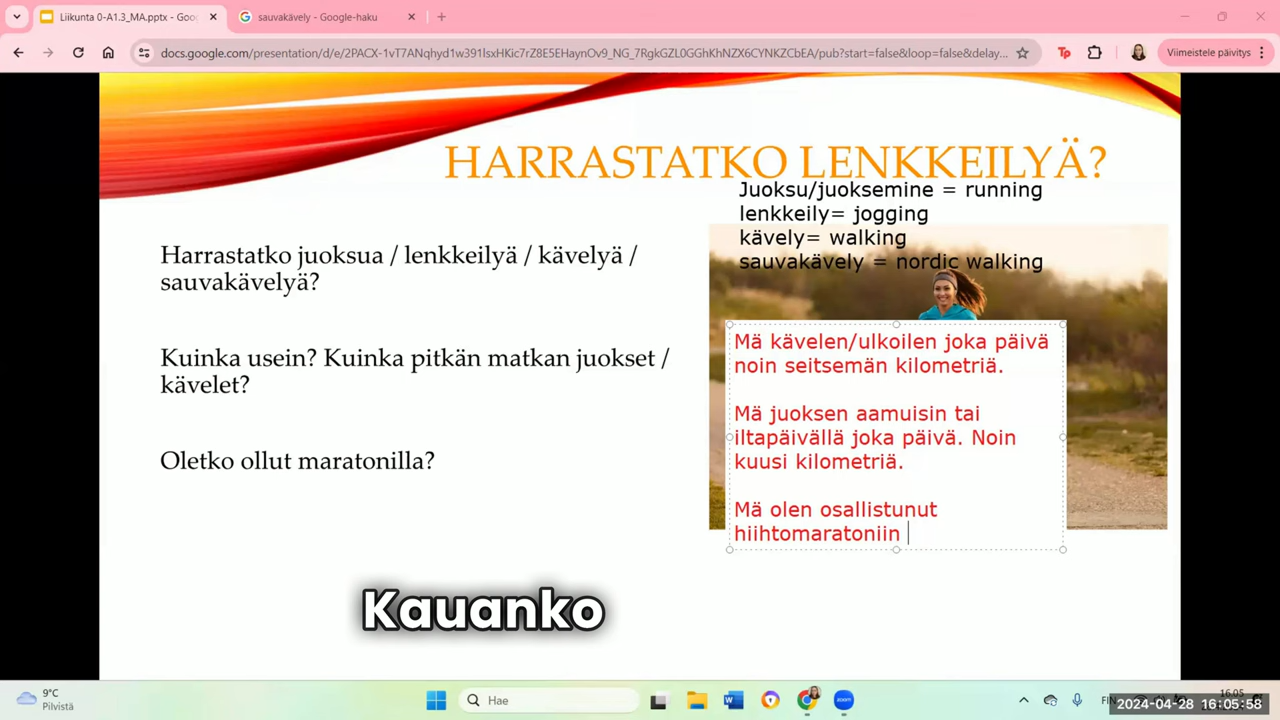 Liikunta 0-A1.3_MA.pptx - Goo
sauvakävely - Google-haku
docs.google.com/presentation/d/e/2PACX-1vT7ANqhyd1w391lsxHKic7rZ8E5EHaynOv9_NG_7RgkGZL0GGhKhNZX6CYNKZCbEA/pub?start=false&loop=false&delay...
Viimeistele päivitys
HARRASTATKO LENKKEILYÄ?
Juoksu/juoksemine = running
lenkkeily= jogging
kävely= walking
sauvakävely = nordic walking
Harrastatko juoksua / lenkkeilyä / kävelyä /
sauvakävelyä?
Kuinka usein? Kuinka pitkän matkan juokset /
kävelet?
Oletko ollut maratonilla?
Mä kävelen/ulkoilen joka päivä
noin seitsemän kilometriä.
Mä juoksen aamuisin tai
iltapäivällä joka päivä. Noin
kuusi kilometriä.
Mä olen osallistunut
hiihtomaratoniin
Kauanko
9°C
Pilvistä
Hae
FIN
16.05
2024-04-28 16:05:58